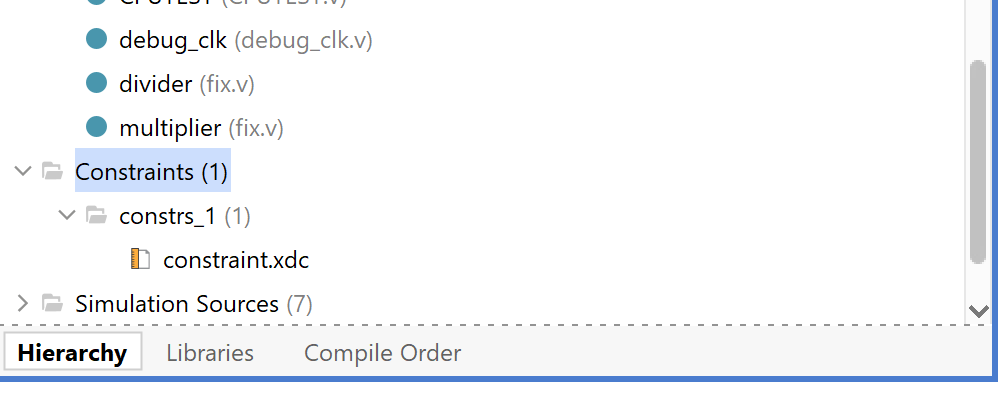 debug_clk (debug_clk.v)
divider (fix.v)
multiplier (fix.v)
Constraints (1)
constrs_1 (1)
constraint.xdc
Simulation Sources (7)
Hierarchy Libraries Compile Order